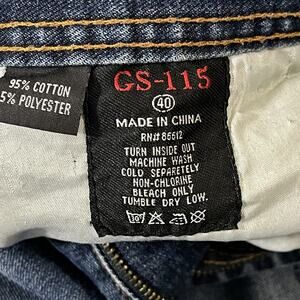 95% COTTON
5% POLYESTER
GS-115
40
MADE IN CHINA
RN# 86612
TURN INSIDE OUT
MACHINE WASH
COLD SEPARETELY
NON-CHLORINE
BLEACH ONLY
TUMBLE DRY LOW.